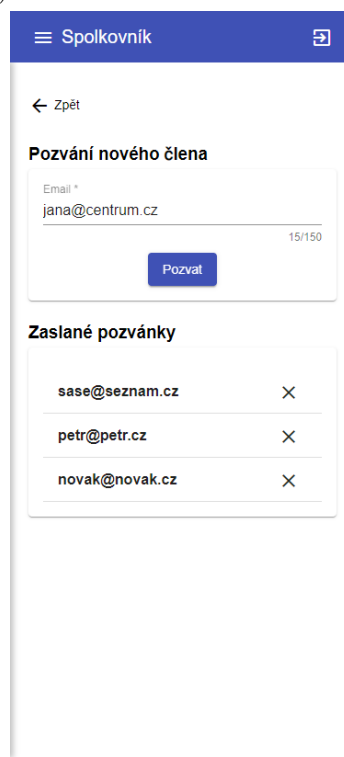 Spolkovník
Zpět
Pozvání nového člena
Email *
jana@centrum.cz
15/150
Pozvat
Zaslané pozvánky
sase@seznam.cz
petr@petr.cz
novak@novak.cz